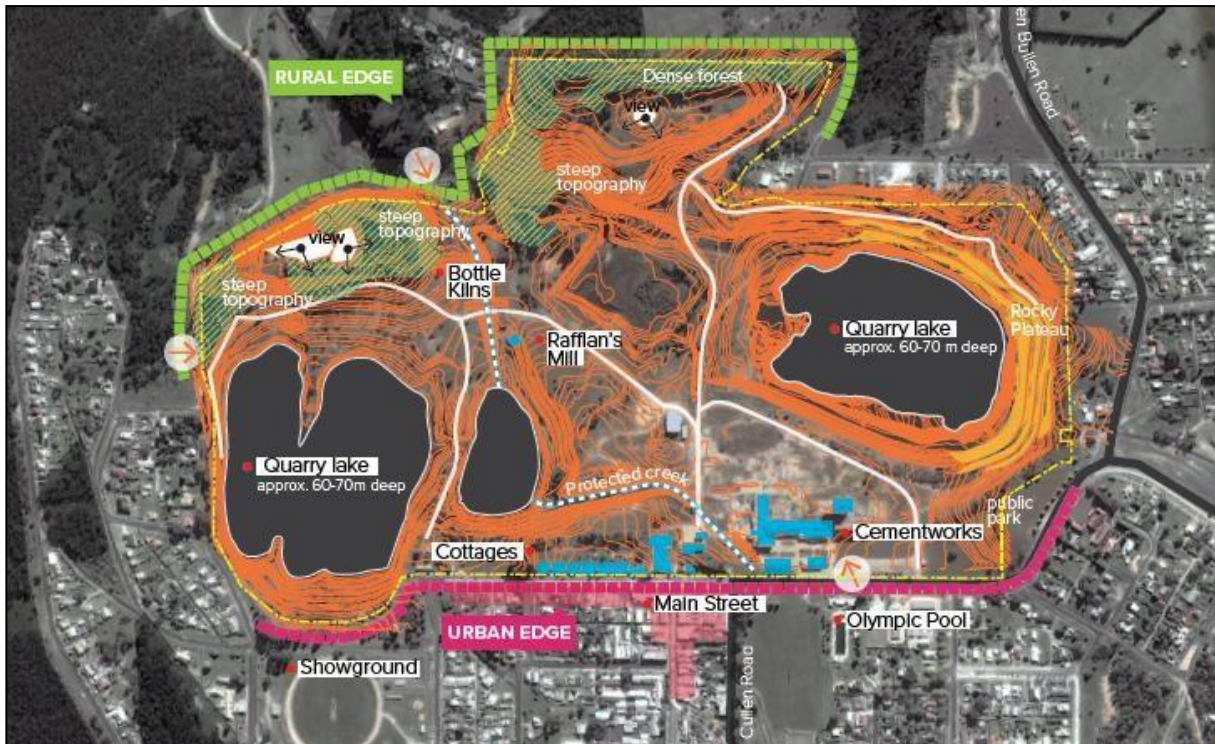 en Bullen Road
RURAL EDGE
Dense forest
view
steep
topography
steep
topography
view
steep
topography
Bottle
Kilns
Rafflan's
Mill
Quarry lake
approx. 60-70 m deep
Rocky
Plateau
Quarry lake
approx. 60-70m deep
Protected creek
public
park
Cementworks
Cottages
Main Street
Olympic Pool
URBAN EDGE
Showground
Cullen Road